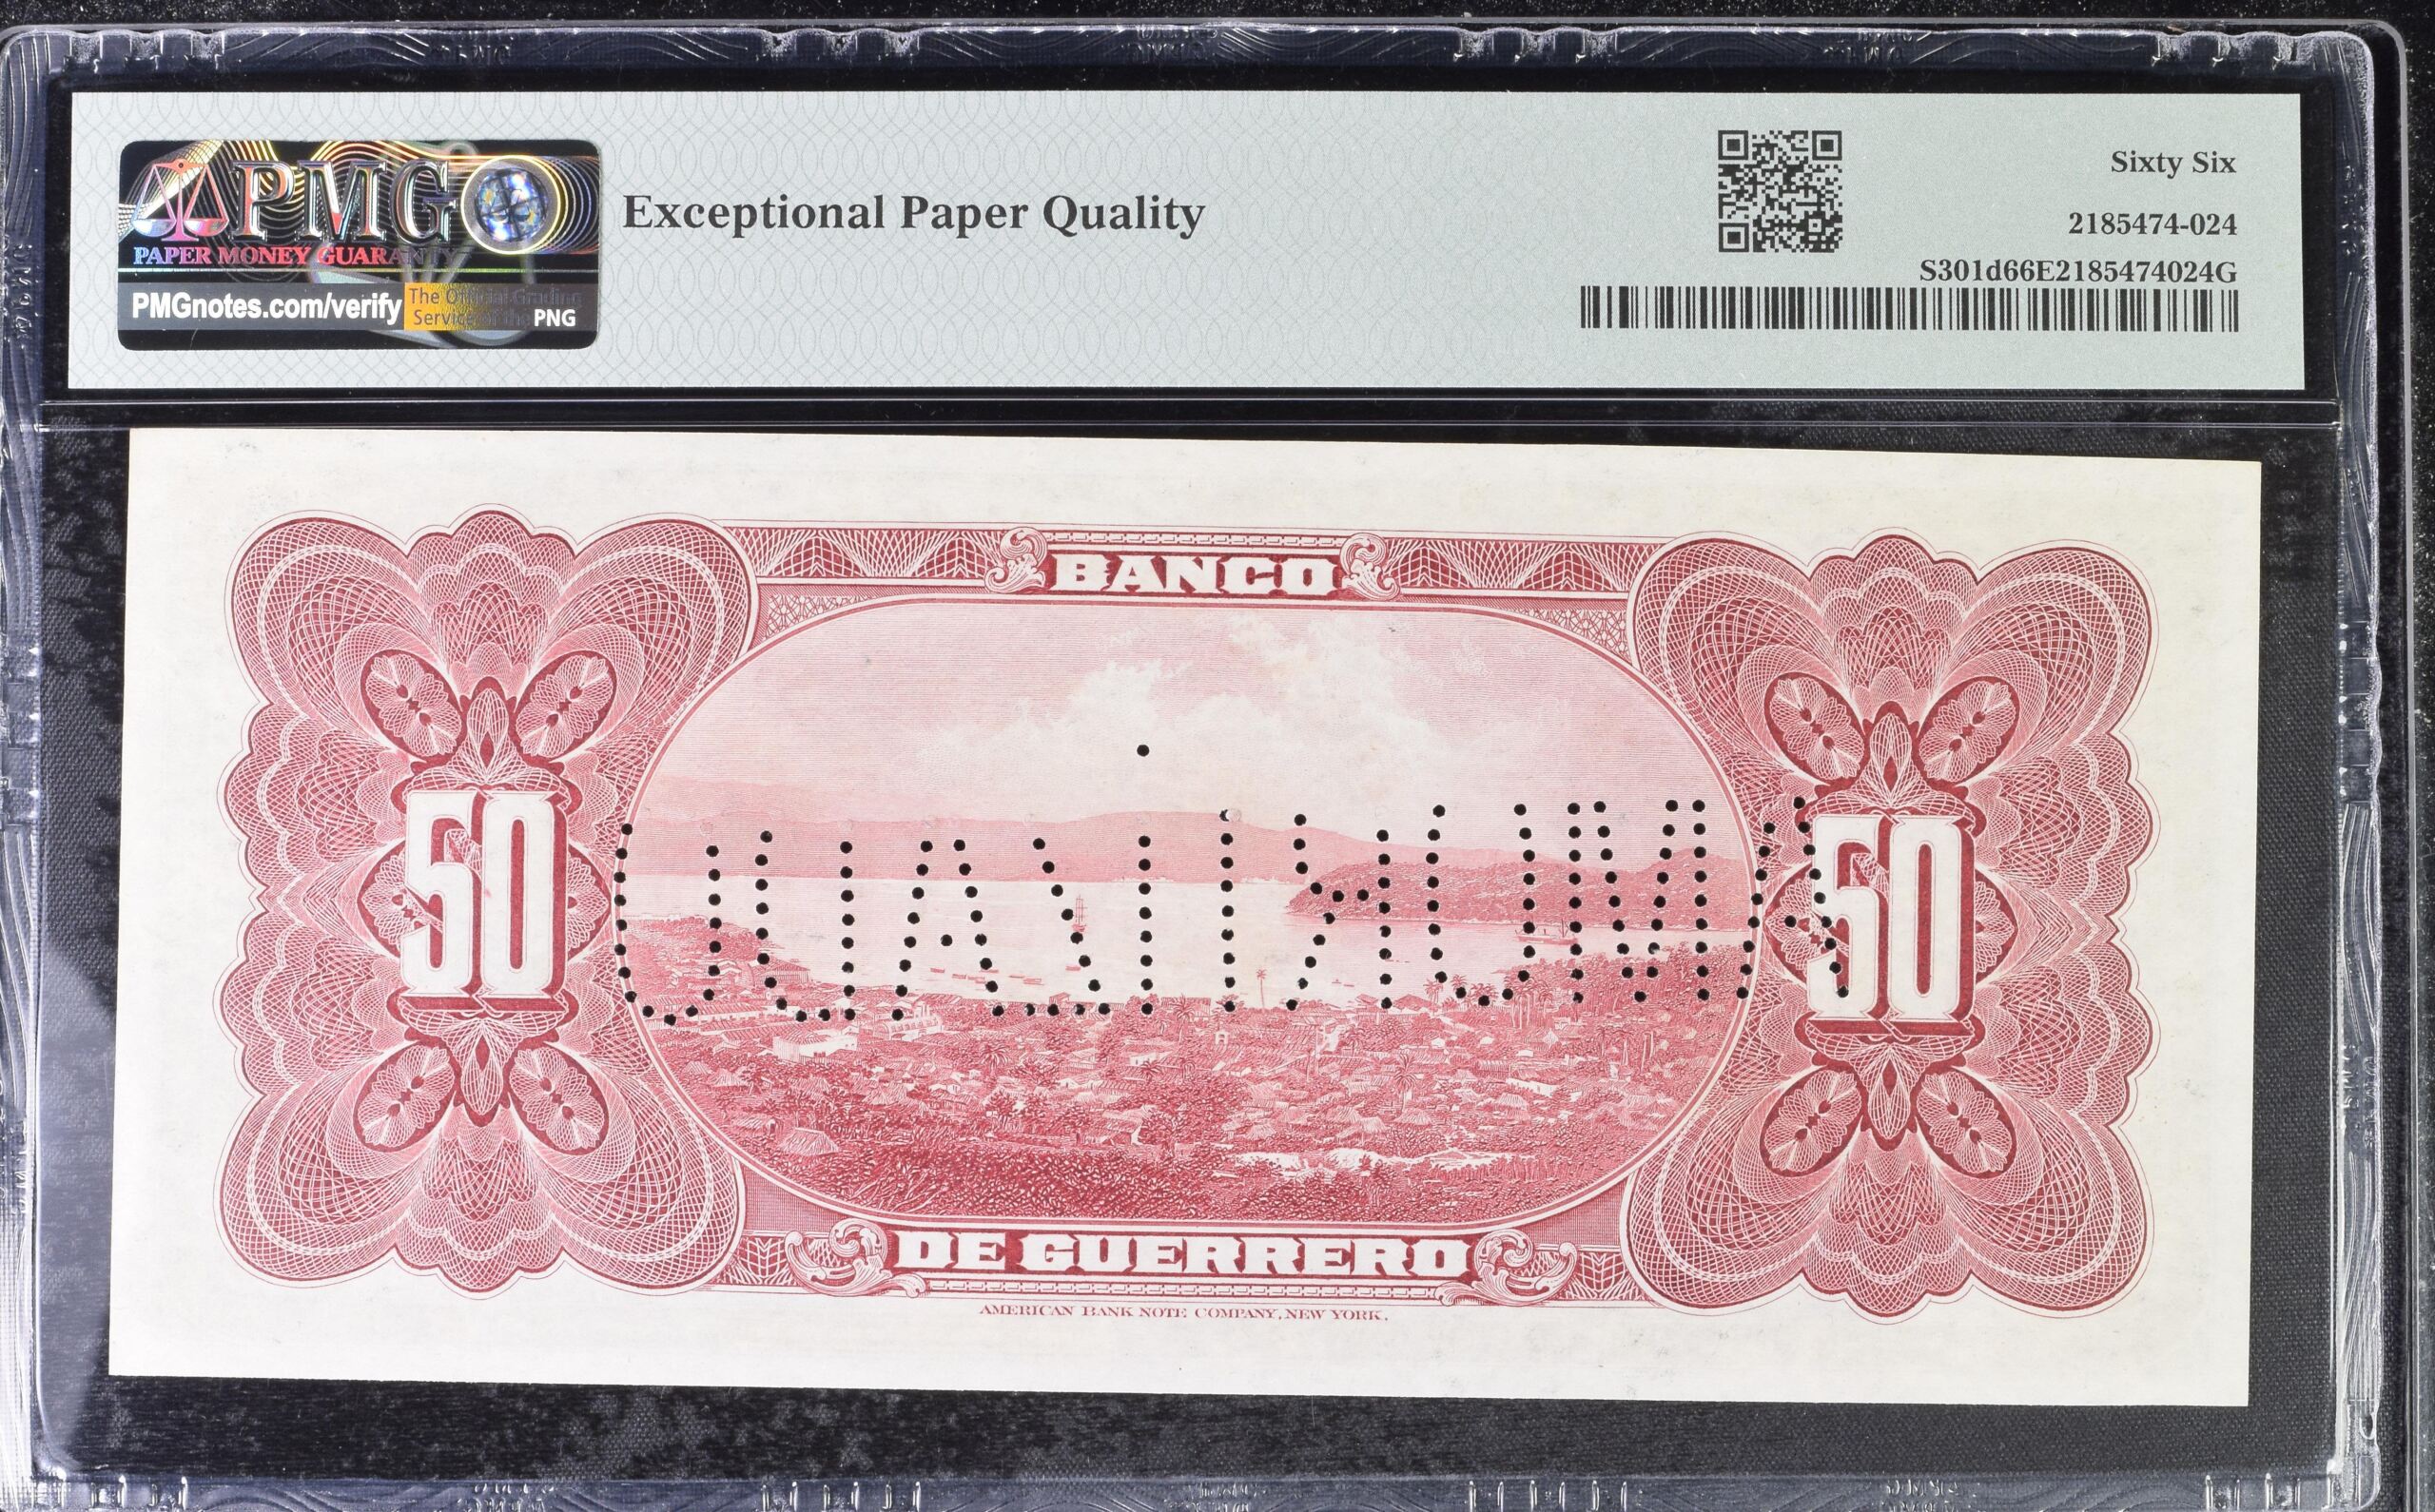 PMG
PAPER MONEY GUARANTY
PMGnotes.com/verify
The Official Grading
Service of the PNG
Exceptional Paper Quality
Sixty Six
2185474-024
S301d66E2185474024G
BANCO
50
50
DE GUERRERO
AMERICAN BANK NOTE COMPANY, NEW YORK.